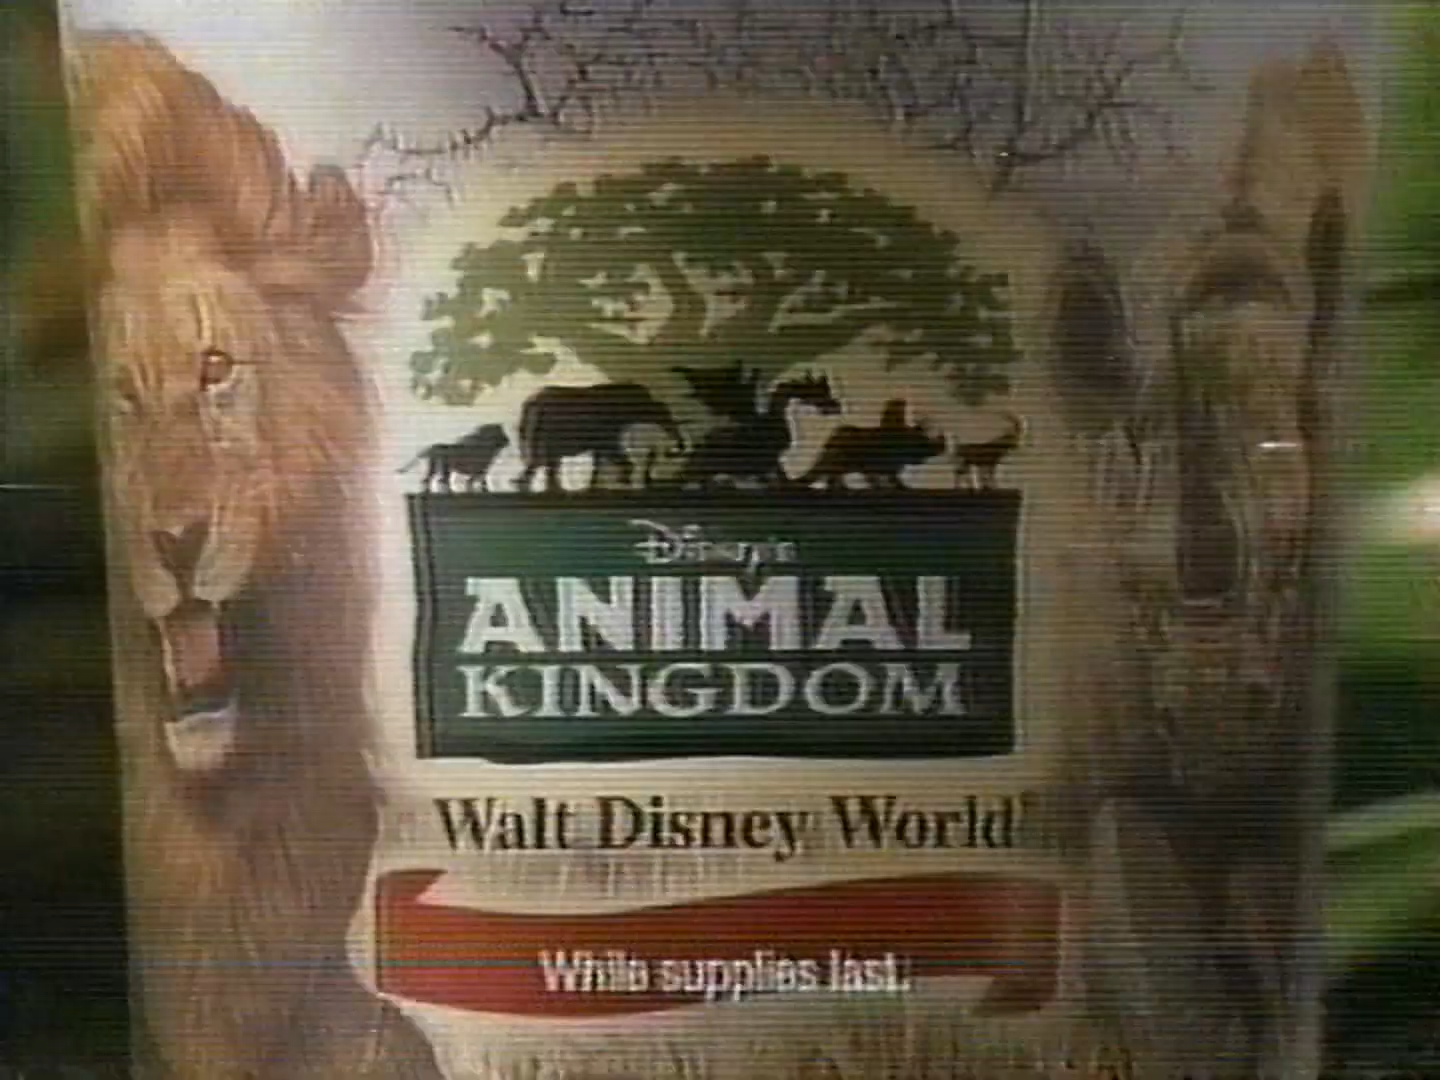 Disney's
ANIMAL
KINGDOM
Walt Disney World
While supplies last.